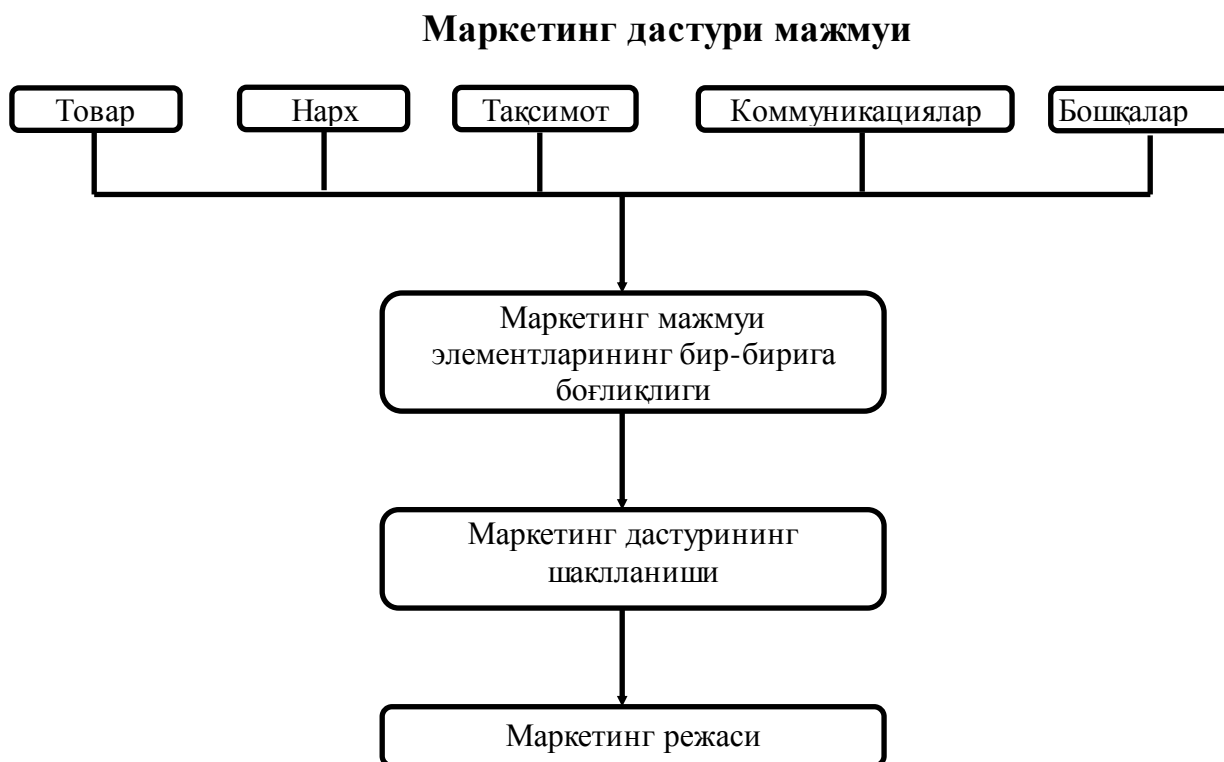 Маркетинг дастури мажмуи
Товар
Нарх
Тақсимот
Коммуникациялар
Бошқалар
Маркетинг мажмуи
элементларининг бир-бирига
боғлиқлиги
Маркетинг дастурининг
шаклланиши
Маркетинг режаси